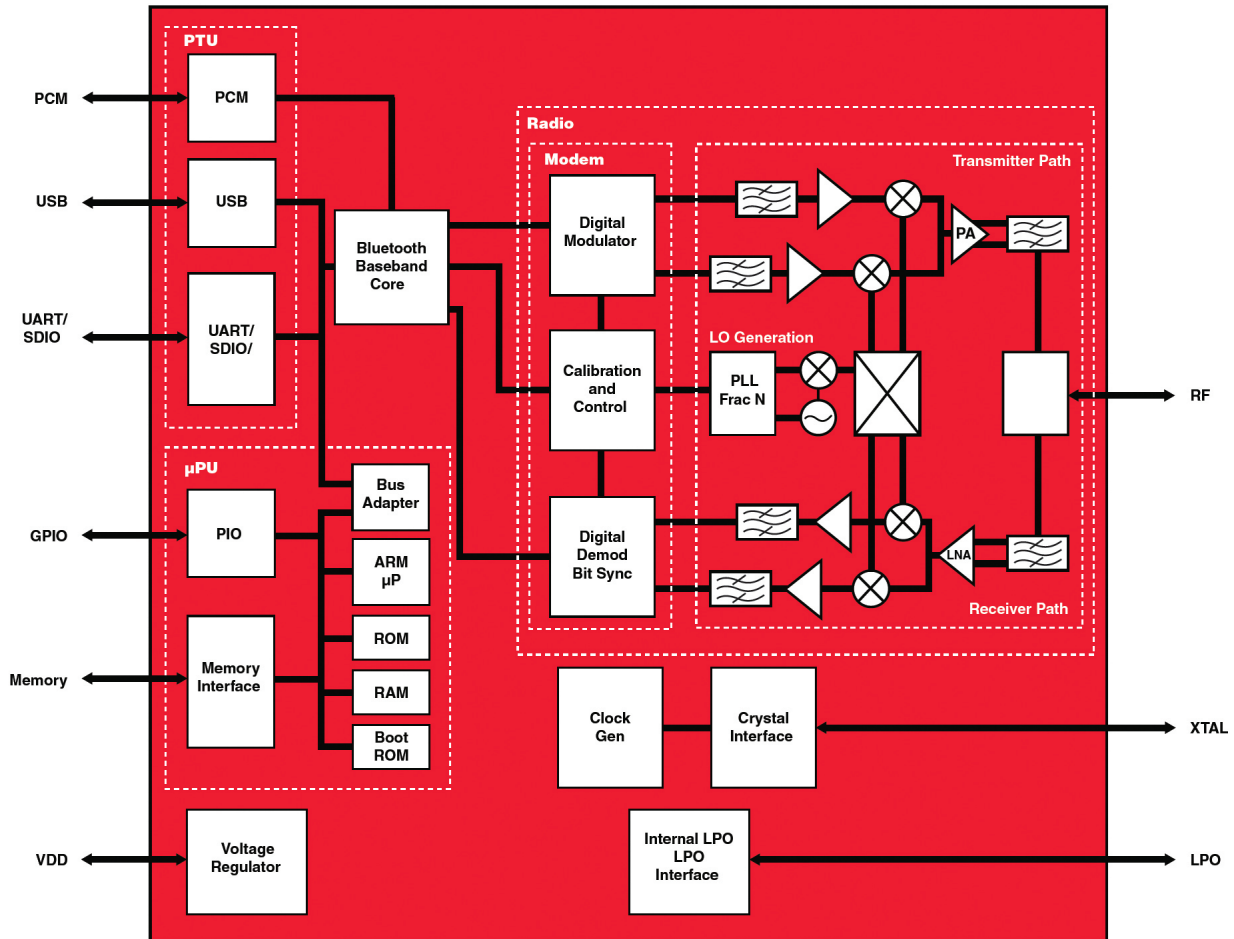 PTU
PCM
PCM
USB
USB
UART/
SDIO
UART/
SDIO/
Bluetooth
Baseband
Core
Radio
Modem
Digital
Modulator
Calibration
and
Control
Digital
Demod
Bit Sync
Transmitter Path
PA
LO Generation
PLL
Frac N
LNA
Receiver Path
RF
µPU
GPIO
PIO
Bus
Adapter
ARM
µP
ROM
RAM
Boot
ROM
Memory
Memory
Interface
Clock
Gen
Crystal
Interface
XTAL
VDD
Voltage
Regulator
Internal LPO
LPO
Interface
LPO